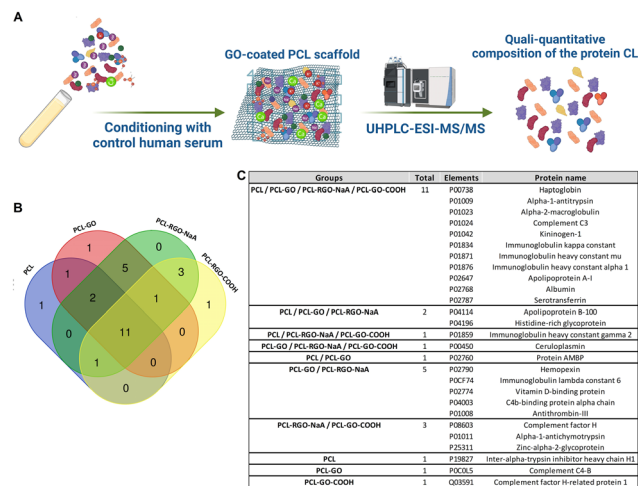 A
GO-coated PCL scaffold
Quali-quantitative
composition of the protein CL
Conditioning with
control human serum
UHPLC-ESI-MS/MS
B
PCL
PCL-GO
PCL-RGO-NaA
PCL-RGO-COOH
1
1
0
1
1
5
3
2
1
0
11
0
1
0
0
C
Groups Total Elements Protein name
PCL / PCL-GO / PCL-RGO-NaA / PCL-GO-COOH 11 P00738 Haptoglobin
P01009 Alpha-1-antitrypsin
P01023 Alpha-2-macroglobulin
P01024 Complement C3
P01042 Kininogen-1
P01834 Immunoglobulin kappa constant
P01871 Immunoglobulin heavy constant mu
P01876 Immunoglobulin heavy constant alpha 1
P02647 Apolipoprotein A-I
P02768 Albumin
P02787 Serotransferrin
PCL / PCL-GO / PCL-RGO-NaA 2 P04114 Apolipoprotein B-100
P04196 Histidine-rich glycoprotein
PCL / PCL-RGO-NaA / PCL-GO-COOH 1 P01859 Immunoglobulin heavy constant gamma 2
PCL-GO / PCL-RGO-NaA / PCL-GO-COOH 1 P00450 Ceruloplasmin
PCL / PCL-GO 1 P02760 Protein AMBP
PCL-GO / PCL-RGO-NaA 5 P02790 Hemopexin
P0CF74 Immunoglobulin lambda constant 6
P02774 Vitamin D-binding protein
P04003 C4b-binding protein alpha chain
P01008 Antithrombin-III
PCL-RGO-NaA / PCL-GO-COOH 3 P08603 Complement factor H
P01011 Alpha-1-antichymotrypsin
P25311 Zinc-alpha-2-glycoprotein
PCL 1 P19827 Inter-alpha-trypsin inhibitor heavy chain H1
PCL-GO 1 P0C0L5 Complement C4-B
PCL-GO-COOH 1 Q03591 Complement factor H-related protein 1